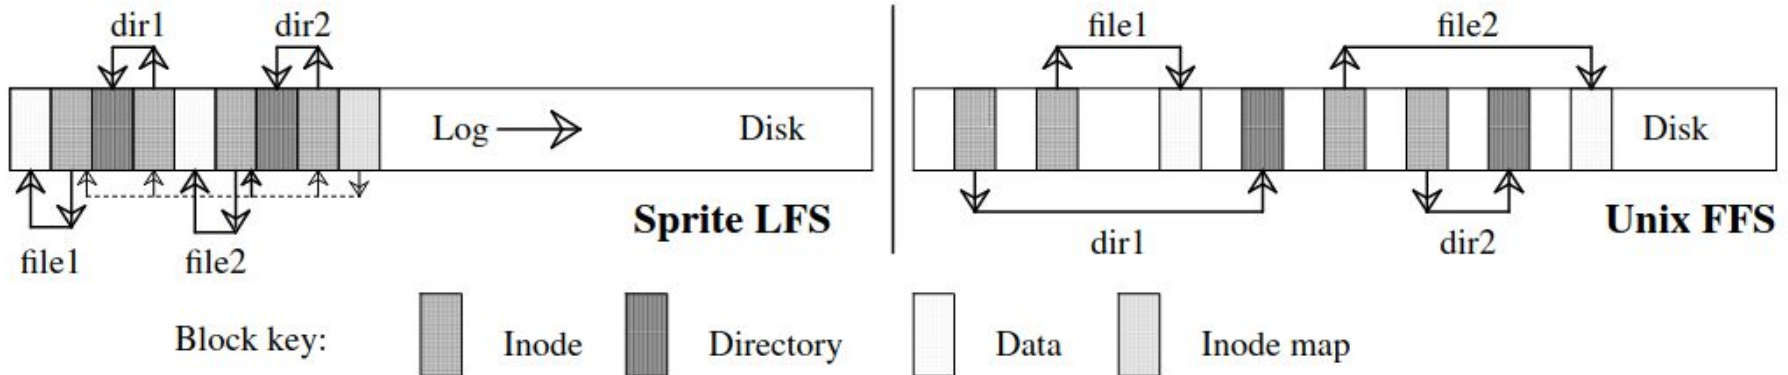 dir1 dir2
Log Disk
file1 file2
Sprite LFS
file1 file2
Disk
dir1 dir2
Unix FFS
Block key: Inode Directory Data Inode map